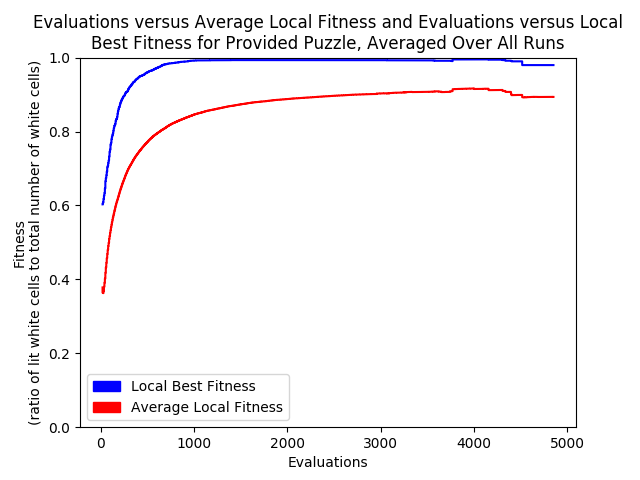 Evaluations versus Average Local Fitness and Evaluations versus Local
Best Fitness for Provided Puzzle, Averaged Over All Runs
Fitness
(ratio of lit white cells to total number of white cells)
1.0
0.8
0.6
0.4
0.2
0.0
Local Best Fitness
Average Local Fitness
0 1000 2000 3000 4000 5000
Evaluations